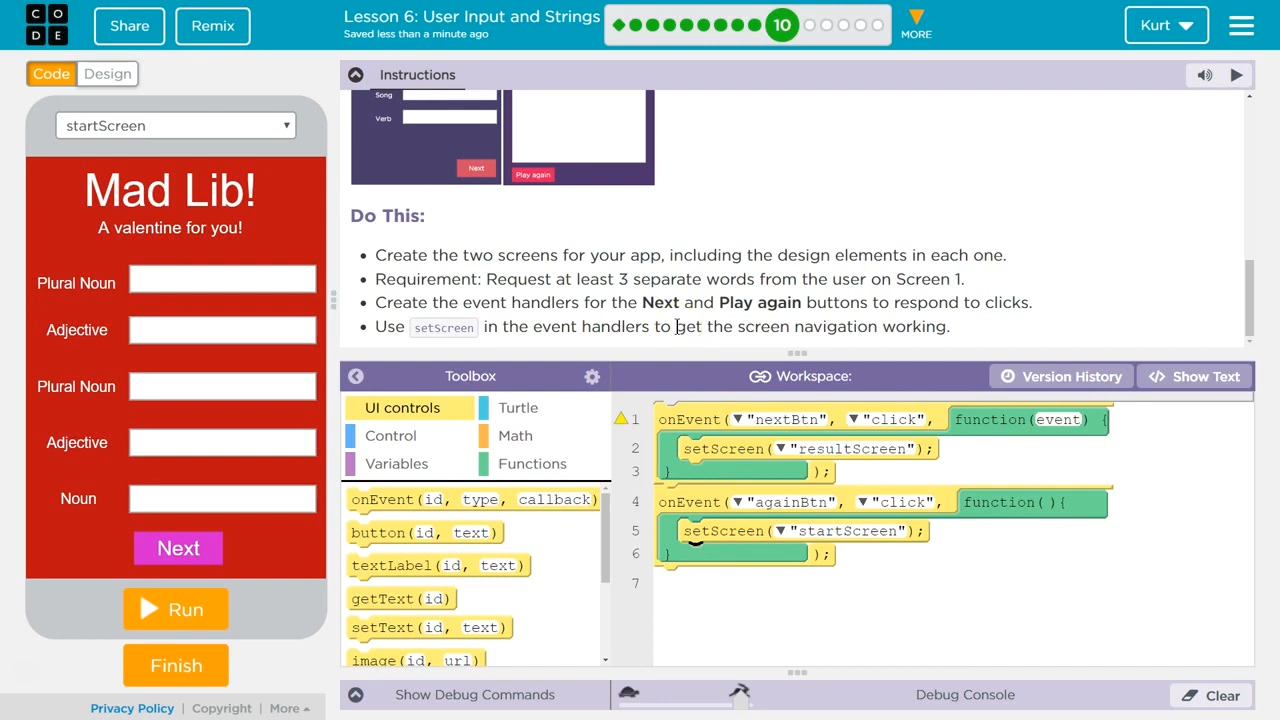 C O
D E
Share
Remix
Lesson 6: User Input and Strings
Saved less than a minute ago
10
MORE
Kurt
Code
Design
Instructions
startScreen
Mad Lib!
A valentine for you!
Plural Noun
Adjective
Plural Noun
Adjective
Noun
Next
Run
Finish
Privacy Policy | Copyright | More
Song
Verb
Next
Play again
Do This:
• Create the two screens for your app, including the design elements in each one.
• Requirement: Request at least 3 separate words from the user on Screen 1.
• Create the event handlers for the Next and Play again buttons to respond to clicks.
• Use setScreen in the event handlers to get the screen navigation working.
Toolbox
Workspace:
Version History
Show Text
UI controls
Turtle
Control
Math
Variables
Functions
onEvent(id, type, callback)
button(id, text)
textLabel(id, text)
getText(id)
setText(id, text)
image(id, url)
1 onEvent(▼"nextBtn", ▼"click", function(event) {
2 setScreen(▼"resultScreen");
3 } );
4 onEvent(▼"againBtn", ▼"click", function( ){
5 setScreen(▼"startScreen");
6 } );
7
Show Debug Commands
Debug Console
Clear